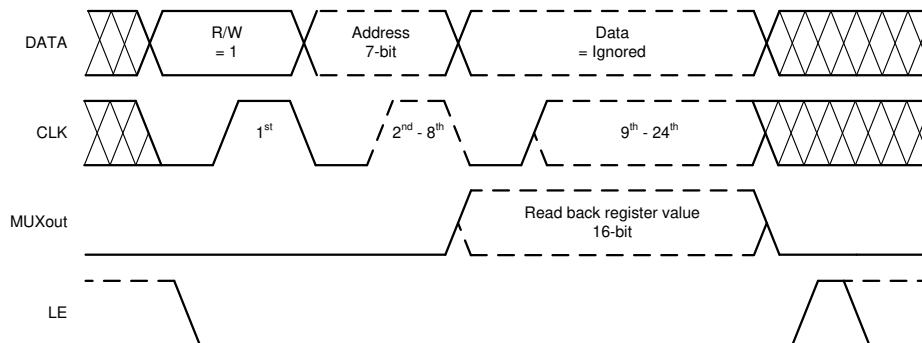 DATA
R/W
= 1
Address
7-bit
Data
= Ignored
CLK
1st
2nd - 8th
9th - 24th
MUXout
Read back register value
16-bit
LE